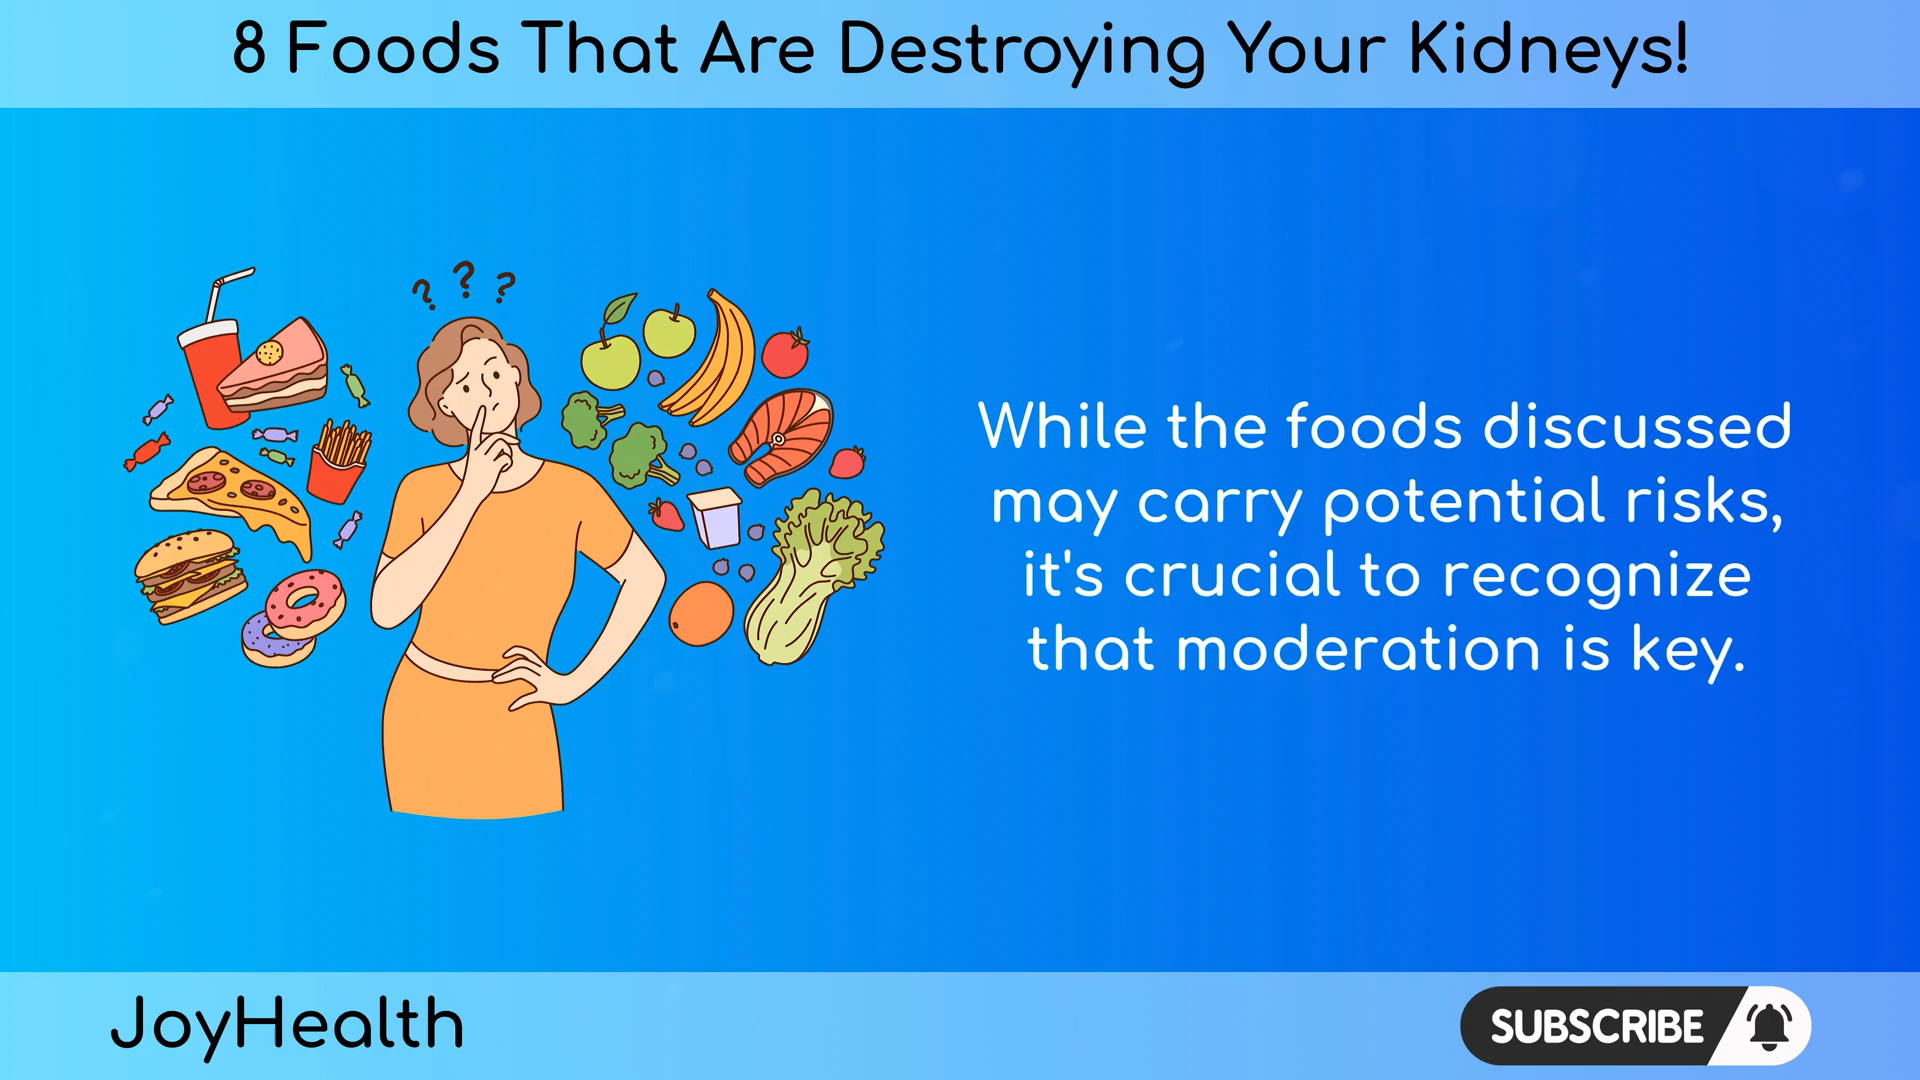 8 Foods That Are Destroying Your Kidneys!
? ? ?
While the foods discussed
may carry potential risks,
it's crucial to recognize
that moderation is key.
JoyHealth
SUBSCRIBE